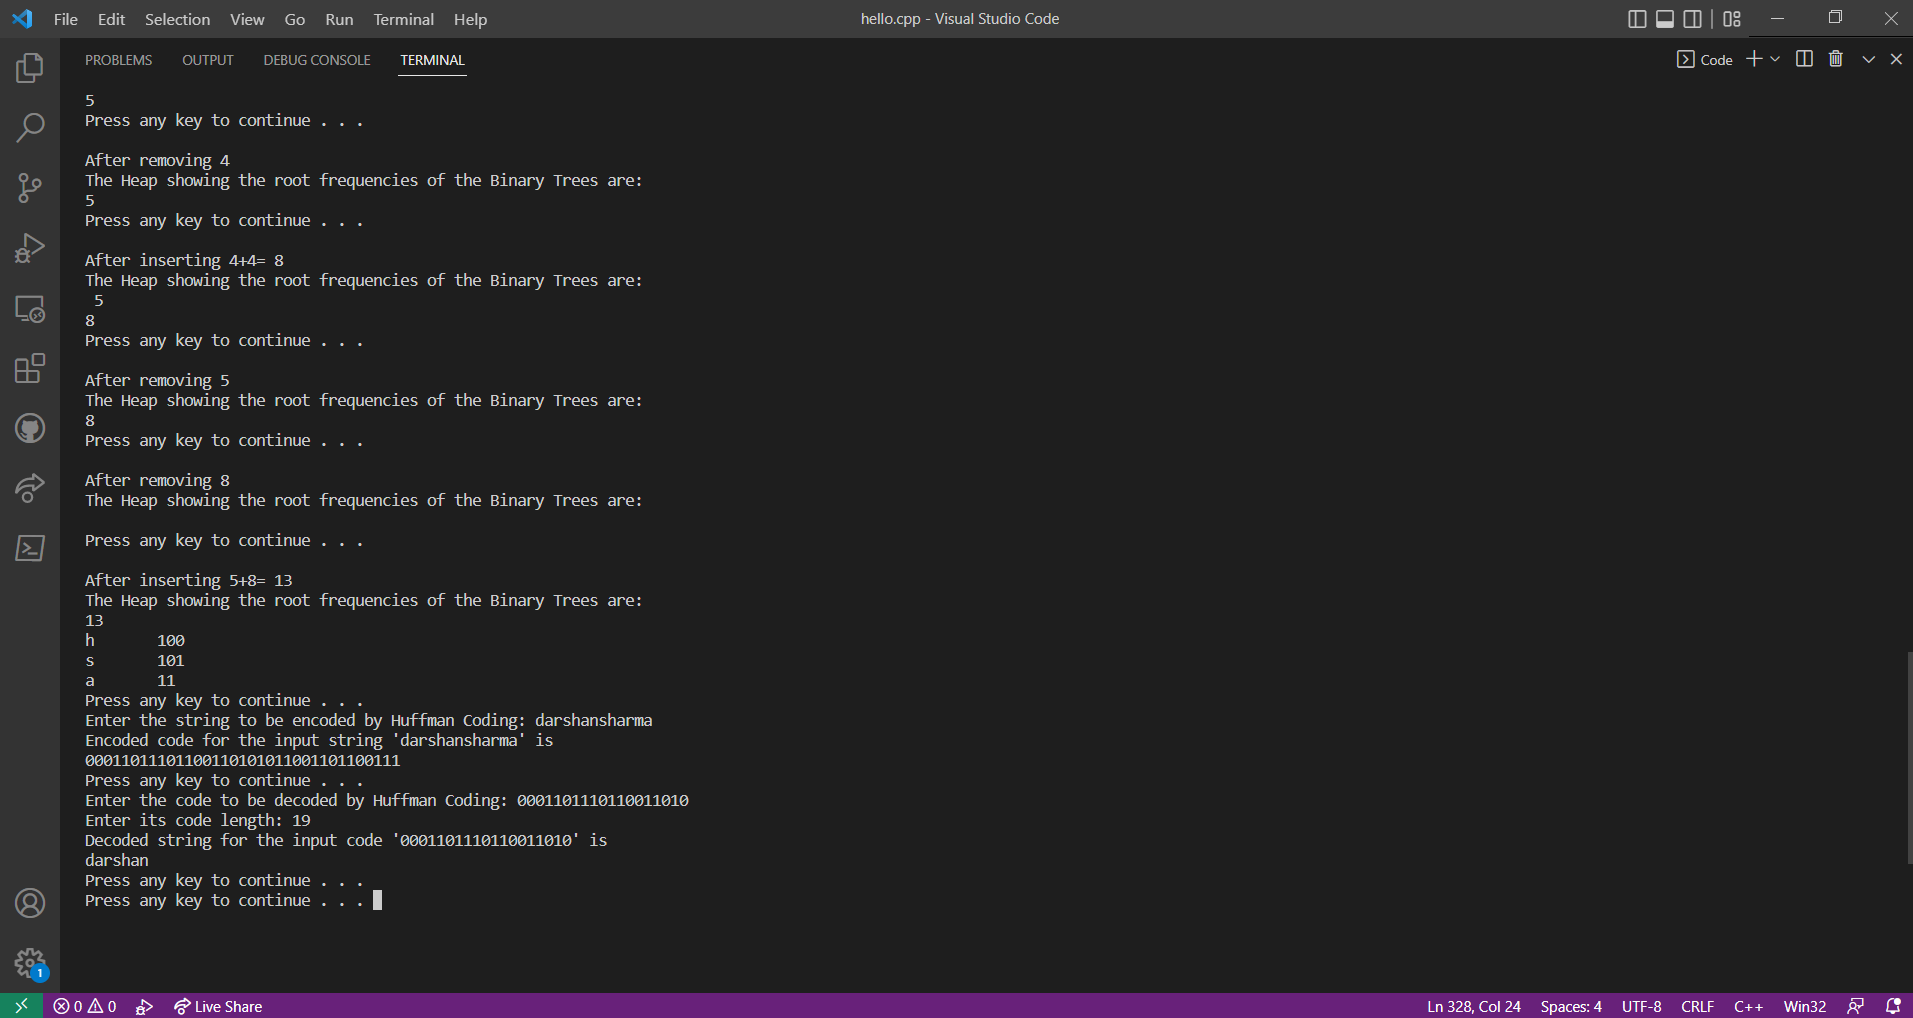 File Edit Selection View Go Run Terminal Help
hello.cpp - Visual Studio Code
PROBLEMS OUTPUT DEBUG CONSOLE TERMINAL
Code
5
Press any key to continue . . .
After removing 4
The Heap showing the root frequencies of the Binary Trees are:
5
Press any key to continue . . .
After inserting 4+4= 8
The Heap showing the root frequencies of the Binary Trees are:
5
8
Press any key to continue . . .
After removing 5
The Heap showing the root frequencies of the Binary Trees are:
8
Press any key to continue . . .
After removing 8
The Heap showing the root frequencies of the Binary Trees are:
Press any key to continue . . .
After inserting 5+8= 13
The Heap showing the root frequencies of the Binary Trees are:
13
h 100
s 101
a 11
Press any key to continue . . .
Enter the string to be encoded by Huffman Coding: darshansharma
Encoded code for the input string 'darshansharma' is
00011011101100110101011001101100111
Press any key to continue . . .
Enter the code to be decoded by Huffman Coding: 0001101110110011010
Enter its code length: 19
Decoded string for the input code '0001101110110011010' is
darshan
Press any key to continue . . .
Press any key to continue . . .
1
0 0 Live Share
Ln 328, Col 24 Spaces: 4 UTF-8 CRLF C++ Win32